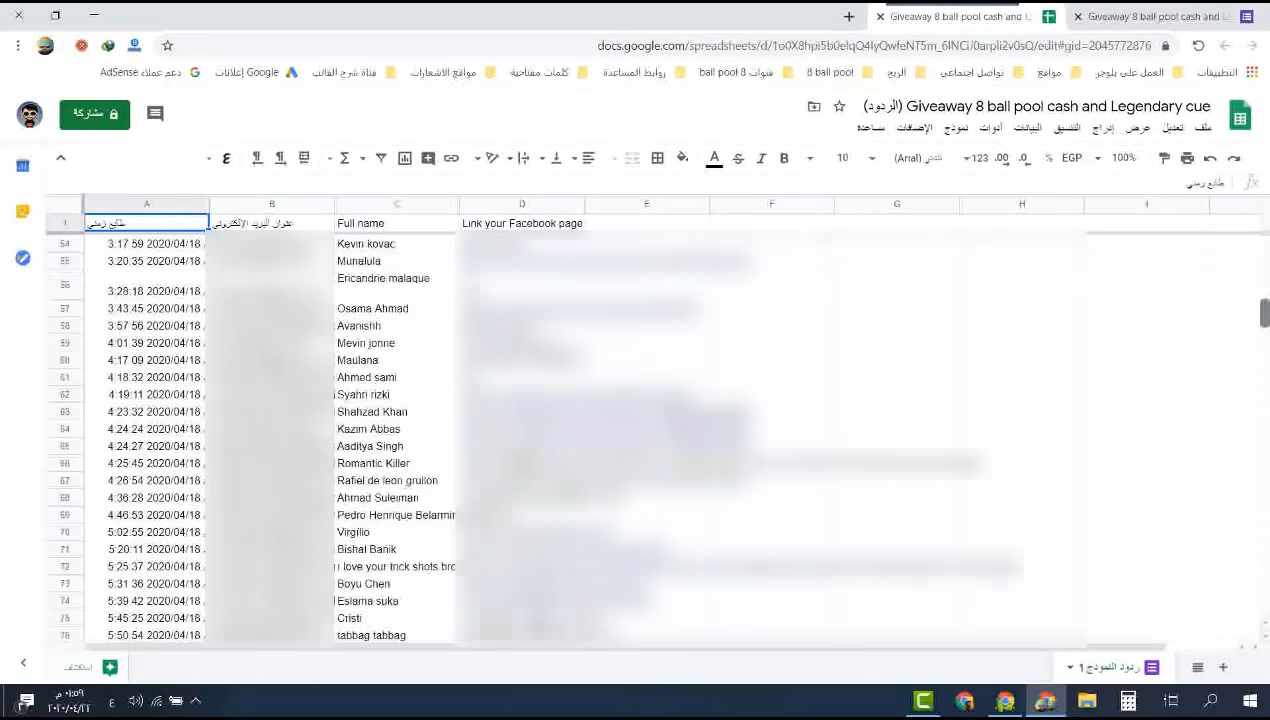 Giveaway 8 ball pool cash and L
Giveaway 8 ball pool cash and L
docs.google.com/spreadsheets/d/1o0X8hpi5b0elqQ4IyQwfeNT5m_6INCiJ0arpli2v0sQ/edit#gid=2045772876
التطبيقات
العمل على بلوجر
مواقع
تواصل اجتماعي
الربح
8 ball pool
قنوات 8 ball pool
روابط المساعدة
كلمات مفتاحية
مواقع الاشعارات
قناة شرح القالب
إعلانات Google
دعم عملاء AdSense
Giveaway 8 ball pool cash and Legendary cue (الردود)
مشاركة
ملف تعديل عرض إدراج التنسيق البيانات أدوات نموذج الإضافات مساعدة
100% EGP % .0 .00 123 (Arial) 10 B I S A
طابع زمني
A B C D E F G H I
1 طابع زمني عنوان البريد الإلكتروني Full name Link your Facebook page
54 3:17 59 2020/04/18 Kevin kovac
55 3:20:35 2020/04/18 Munalula
56 3:28:18 2020/04/18 Ericandrie malaque
57 3:43:45 2020/04/18 Osama Ahmad
58 3:57 56 2020/04/18 Avanishh
59 4:01 39 2020/04/18 Mevin jonne
60 4:17 09 2020/04/18 Maulana
61 4:18:32 2020/04/18 Ahmed sami
62 4:19:11 2020/04/18 Syahri rizki
63 4:23:32 2020/04/18 Shahzad Khan
64 4:24 24 2020/04/18 Kazim Abbas
65 4:24:27 2020/04/18 Aaditya Singh
66 4:25:45 2020/04/18 Romantic Killer
67 4:26 54 2020/04/18 Rafiel de leon grullon
68 4:36:28 2020/04/18 Ahmad Suleiman
69 4:46 53 2020/04/18 Pedro Henrique Belarmin
70 5:02:55 2020/04/18 Virgílio
71 5:20:11 2020/04/18 Bishal Banik
72 5:25 37 2020/04/18 i love your trick shots bro
73 5:31 36 2020/04/18 Boyu Chen
74 5:39 42 2020/04/18 Eslama suka
75 5:45 25 2020/04/18 Cristi
76 5:50 54 2020/04/18 tabbag tabbag
ردود النموذج 1
استكشاف
٠١:٥٩ م
٢٠٢٠/٠٤/٢٢
ع